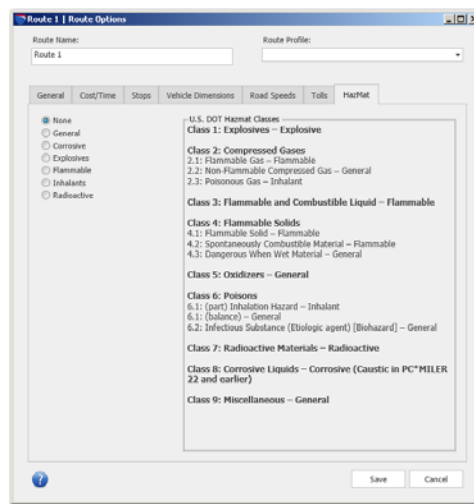 Route 1 | Route Options
Route Name:
Route Profile:
Route 1
General Cost/Time Stops Vehicle Dimensions Road Speeds Tolls HazMat
None
General
Corrosive
Explosives
Flammable
Inhalants
Radioactive
U.S. DOT Hazmat Classes
Class 1: Explosives – Explosive
Class 2: Compressed Gases
2.1: Flammable Gas – Flammable
2.2: Non-Flammable Compressed Gas – General
2.3: Poisonous Gas – Inhalant
Class 3: Flammable and Combustible Liquid – Flammable
Class 4: Flammable Solids
4.1: Flammable Solid – Flammable
4.2: Spontaneously Combustible Material – Flammable
4.3: Dangerous When Wet Material – General
Class 5: Oxidizers – General
Class 6: Poisons
6.1: (part) Inhalation Hazard – Inhalant
6.1: (balance) – General
6.2: Infectious Substance (Etiologic agent) [Biohazard] – General
Class 7: Radioactive Materials – Radioactive
Class 8: Corrosive Liquids – Corrosive (Caustic in PC*MILER
22 and earlier)
Class 9: Miscellaneous – General
?
Save Cancel